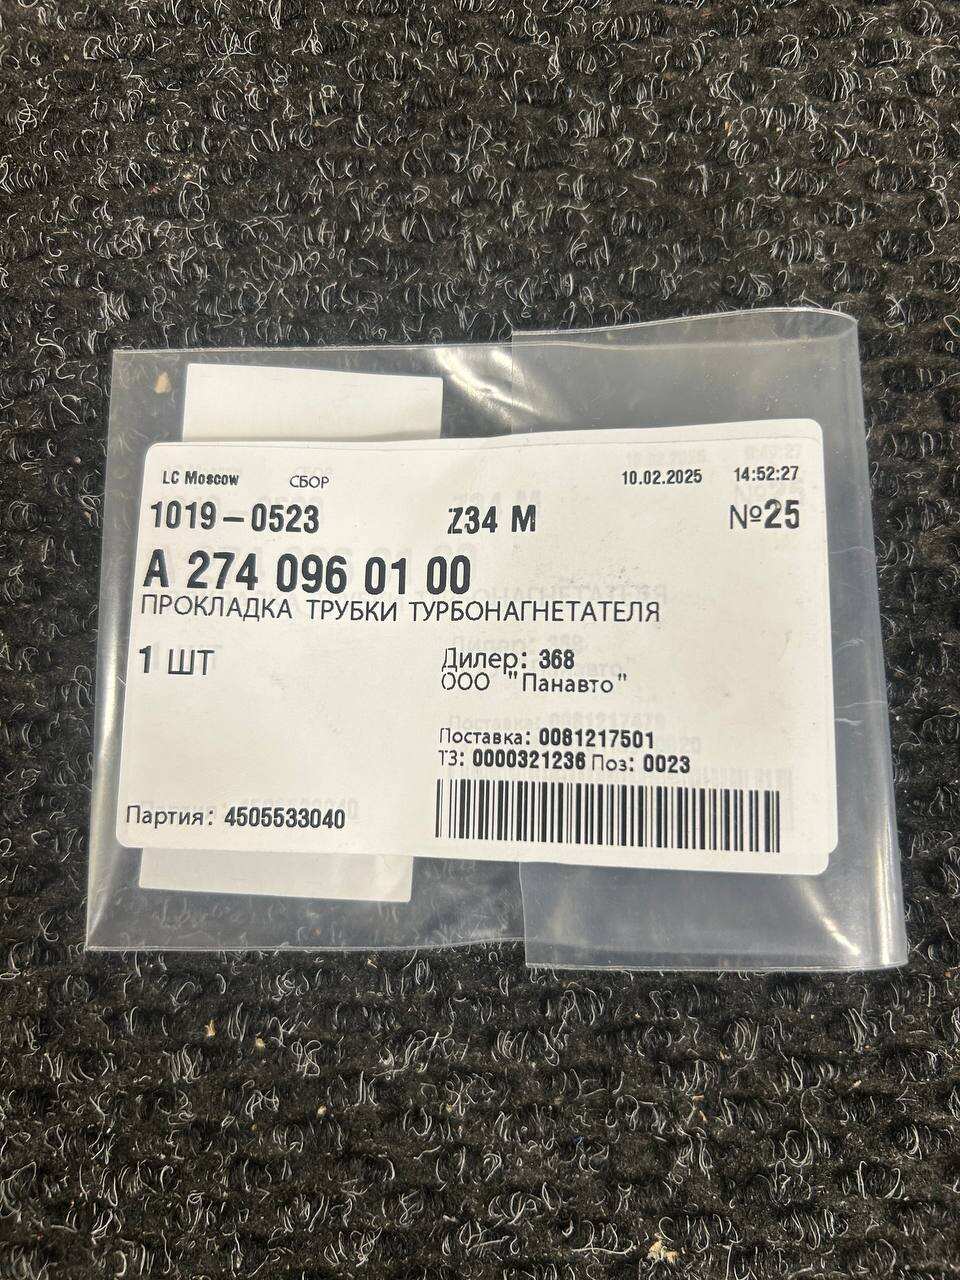 LC Moscow СБОР 10.02.2025 14:52:27
1019-0523 Z34 M №25
A 274 096 01 00
ПРОКЛАДКА ТРУБКИ ТУРБОНАГНЕТАТЕЛЯ
1 ШТ Дилер: 368
ООО "Панавто"
Поставка: 0081217501
ТЗ: 0000321236 Поз: 0023
Партия: 4505533040